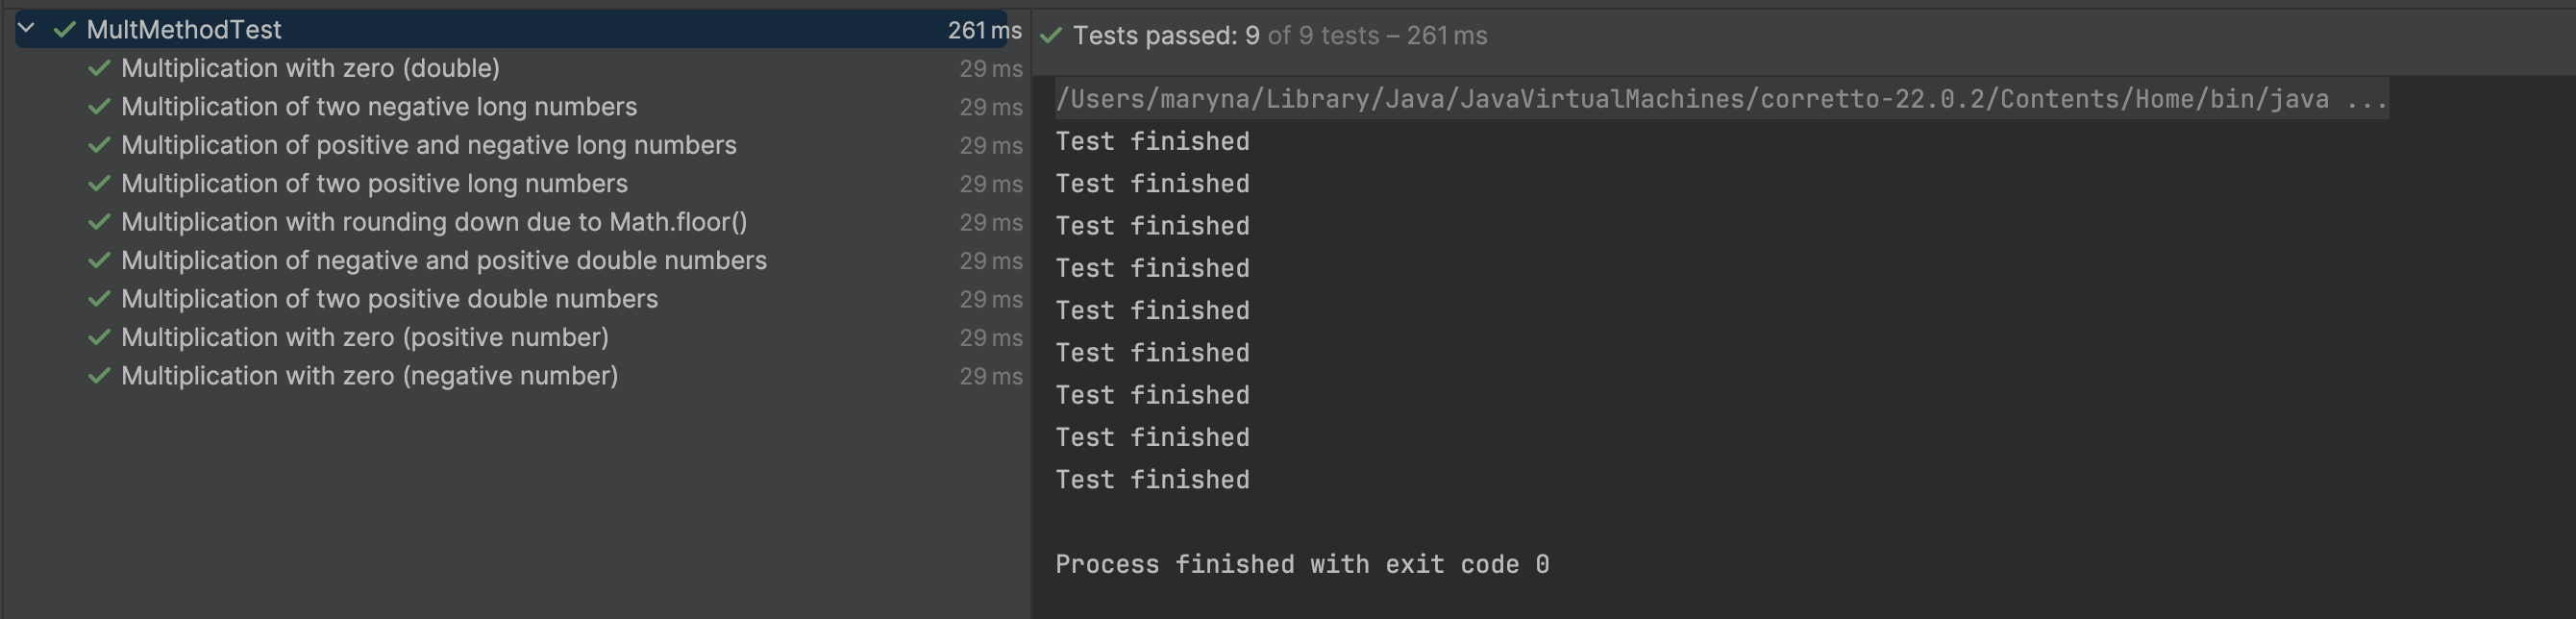 MultMethodTest 261 ms
Multiplication with zero (double) 29 ms
Multiplication of two negative long numbers 29 ms
Multiplication of positive and negative long numbers 29 ms
Multiplication of two positive long numbers 29 ms
Multiplication with rounding down due to Math.floor() 29 ms
Multiplication of negative and positive double numbers 29 ms
Multiplication of two positive double numbers 29 ms
Multiplication with zero (positive number) 29 ms
Multiplication with zero (negative number) 29 ms
Tests passed: 9 of 9 tests – 261 ms
/Users/maryna/Library/Java/JavaVirtualMachines/corretto-22.0.2/Contents/Home/bin/java ...
Test finished
Test finished
Test finished
Test finished
Test finished
Test finished
Test finished
Test finished
Test finished
Process finished with exit code 0